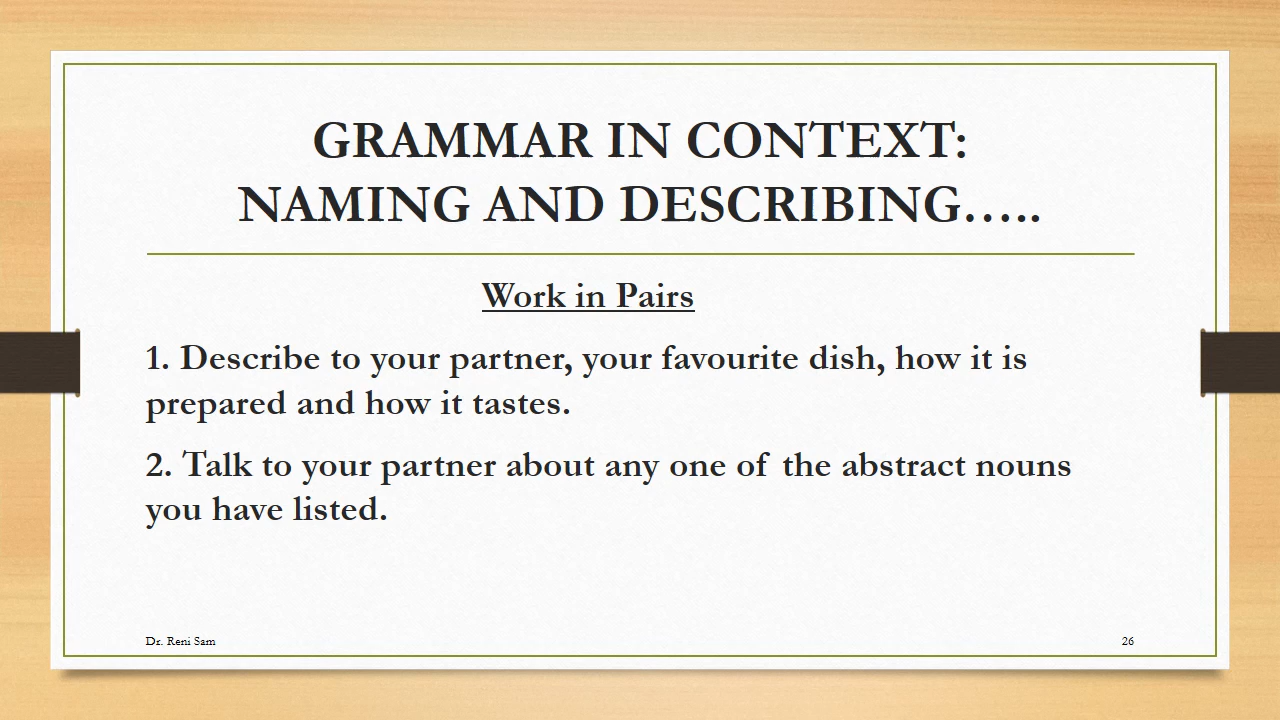 GRAMMAR IN CONTEXT:
NAMING AND DESCRIBING…..
Work in Pairs
1. Describe to your partner, your favourite dish, how it is
prepared and how it tastes.
2. Talk to your partner about any one of the abstract nouns
you have listed.
Dr. Reni Sam
26